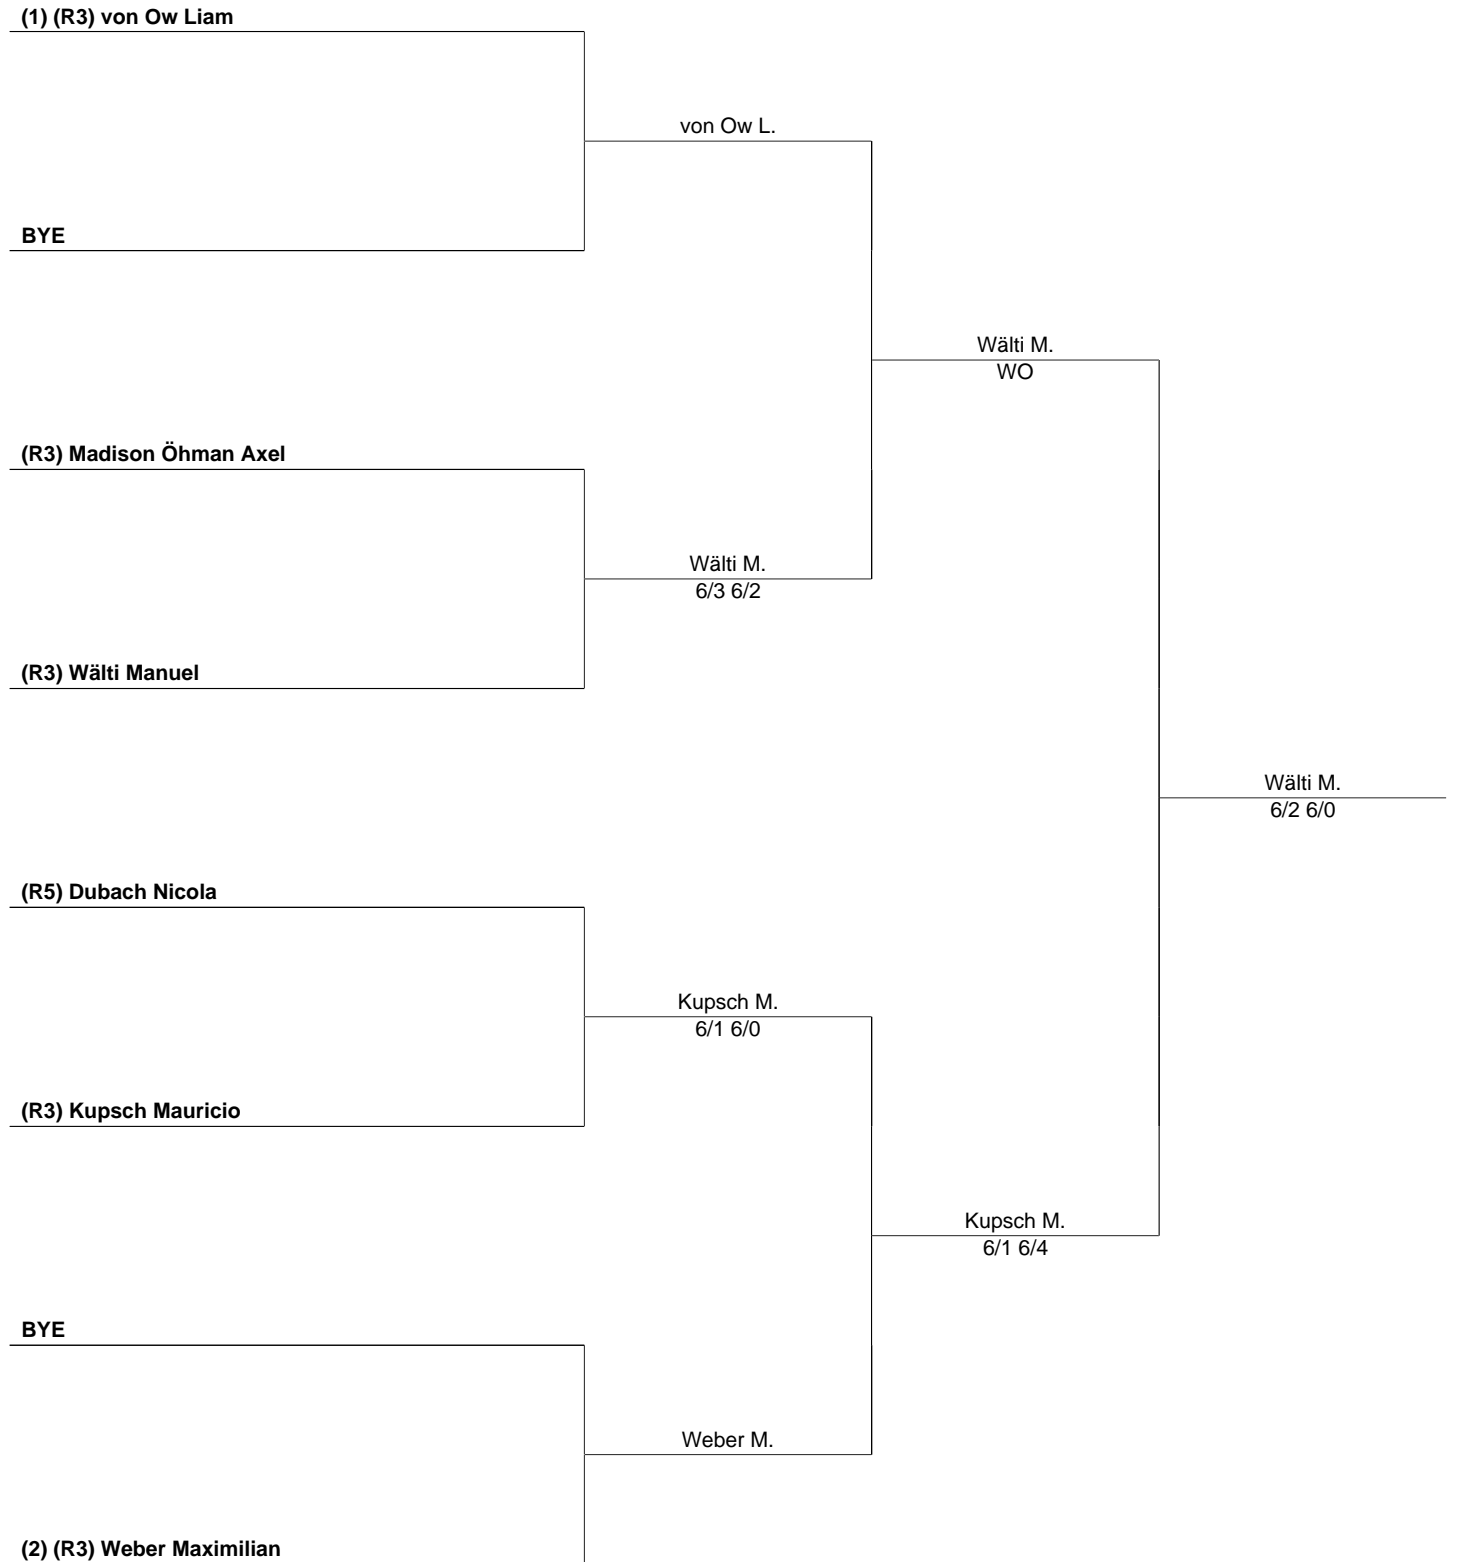 (1) (R3) von Ow Liam
von Ow L.
BYE
Wälti M.
WO
(R3) Madison Öhman Axel
Wälti M.
6/3 6/2
(R3) Wälti Manuel
Wälti M.
6/2 6/0
(R5) Dubach Nicola
Kupsch M.
6/1 6/0
(R3) Kupsch Mauricio
Kupsch M.
6/1 6/4
BYE
Weber M.
(2) (R3) Weber Maximilian